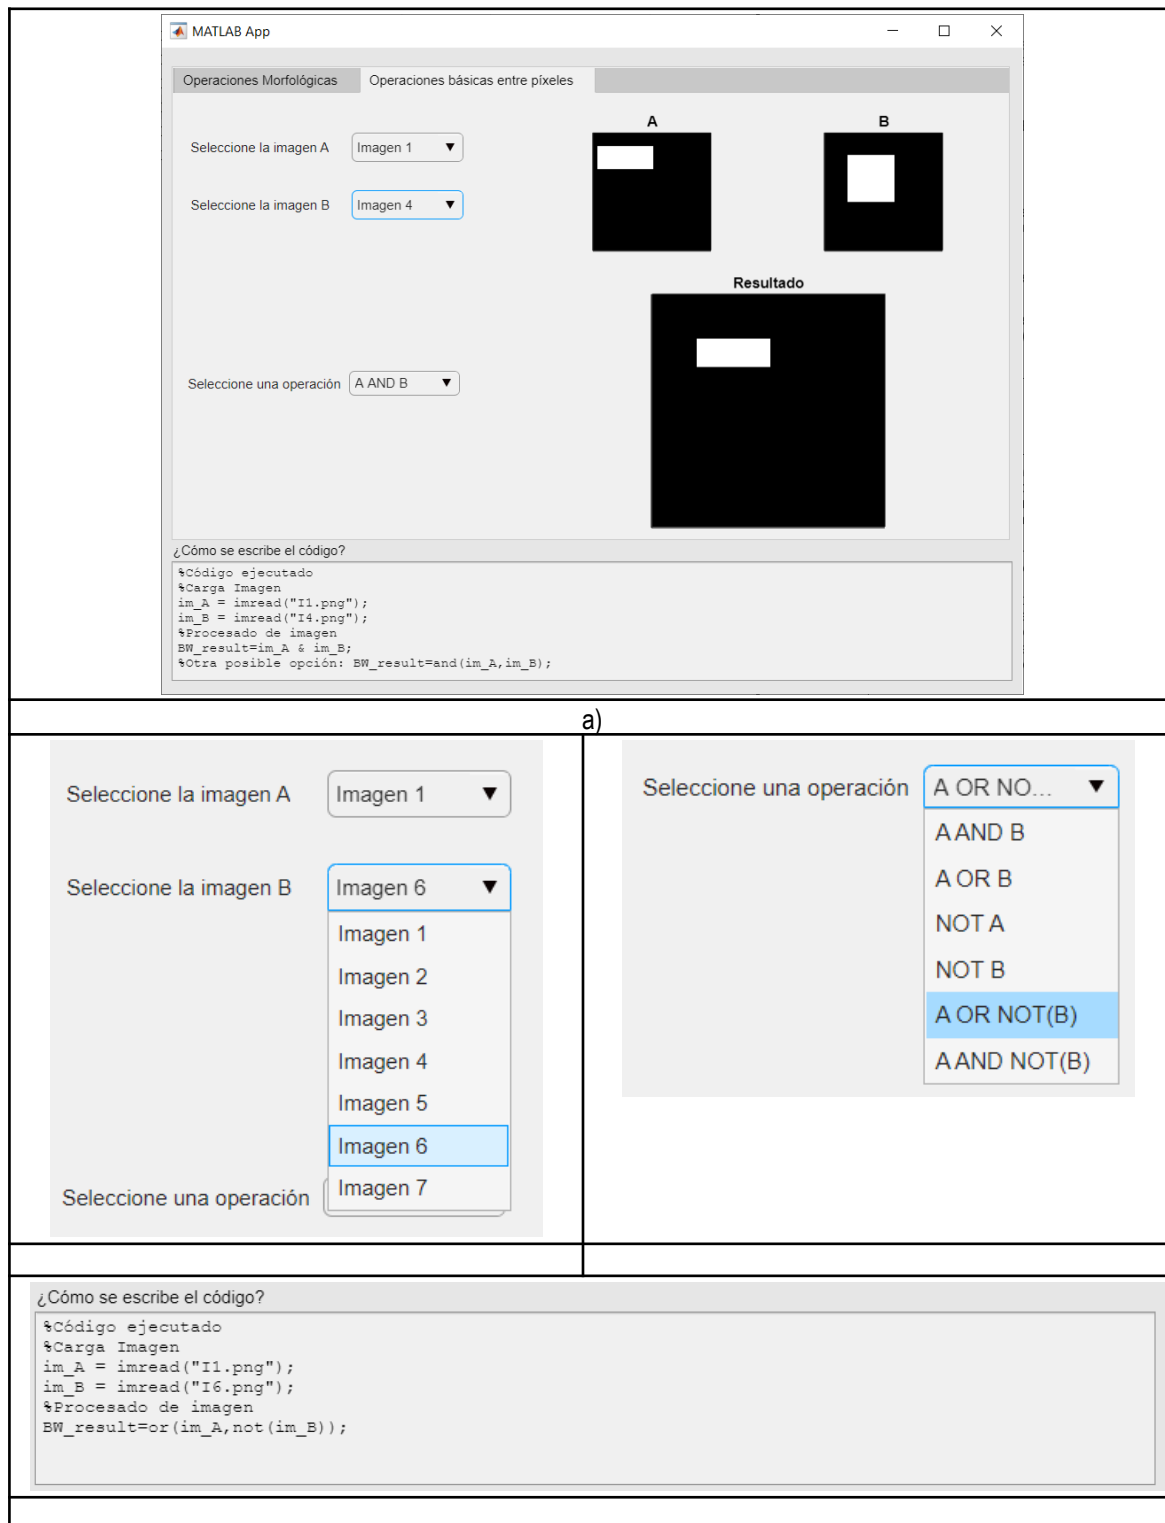 MATLAB App
Operaciones Morfológicas
Operaciones básicas entre píxeles
Seleccione la imagen A
Imagen 1
Seleccione la imagen B
Imagen 4
A
B
Resultado
Seleccione una operación
A AND B
¿Cómo se escribe el código?
%Código ejecutado
%Carga Imagen
im_A = imread("I1.png");
im_B = imread("I4.png");
%Procesado de imagen
BW_result=im_A & im_B;
%Otra posible opción: BW_result=and(im_A,im_B);
a)
Seleccione la imagen A
Imagen 1
Seleccione la imagen B
Imagen 6
Imagen 1
Imagen 2
Imagen 3
Imagen 4
Imagen 5
Imagen 6
Imagen 7
Seleccione una operación
Seleccione una operación
A OR NO...
A AND B
A OR B
NOT A
NOT B
A OR NOT(B)
A AND NOT(B)
¿Cómo se escribe el código?
%Código ejecutado
%Carga Imagen
im_A = imread("I1.png");
im_B = imread("I6.png");
%Procesado de imagen
BW_result=or(im_A,not(im_B));